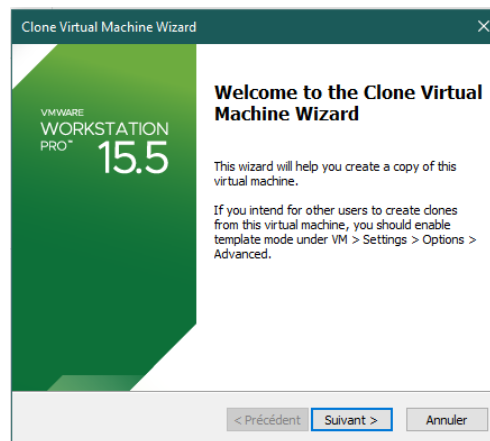 Clone Virtual Machine Wizard
VMWARE
WORKSTATION
PRO™ 15.5
Welcome to the Clone Virtual
Machine Wizard
This wizard will help you create a copy of this
virtual machine.
If you intend for other users to create clones
from this virtual machine, you should enable
template mode under VM > Settings > Options >
Advanced.
< Précédent Suivant > Annuler